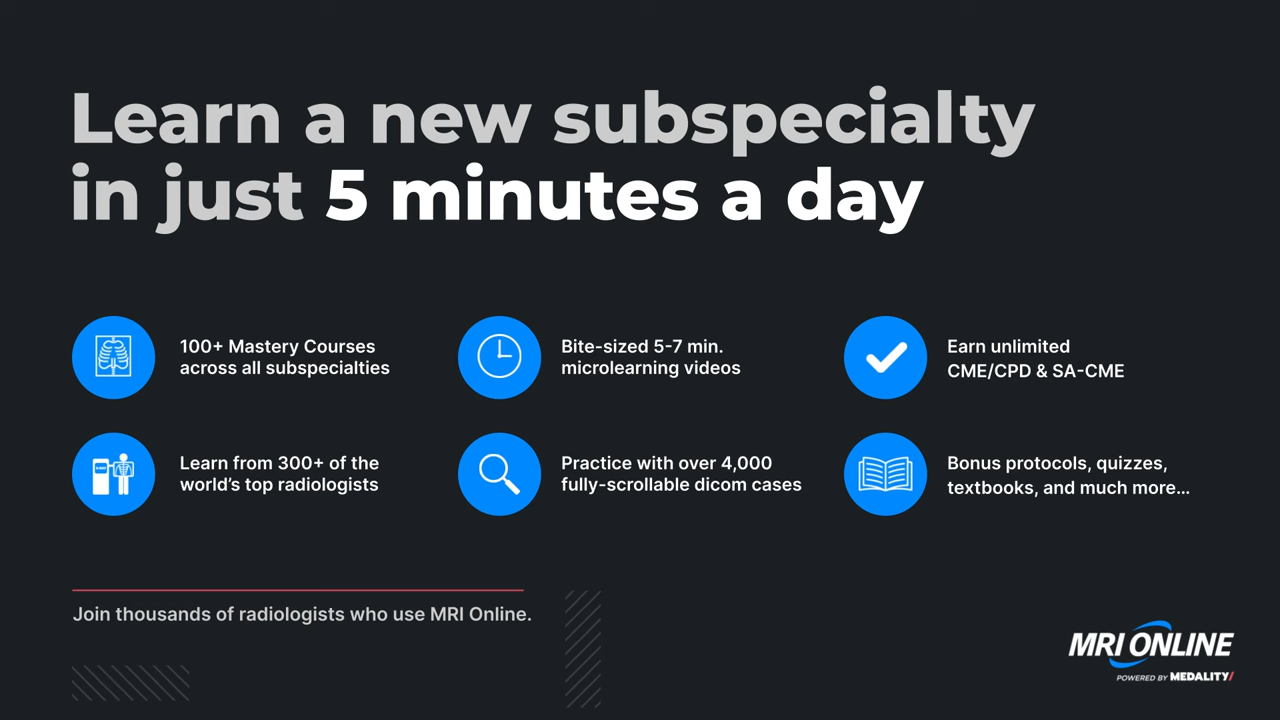 Learn a new subspecialty
in just 5 minutes a day
100+ Mastery Courses
across all subspecialties
Bite-sized 5-7 min.
microlearning videos
Earn unlimited
CME/CPD & SA-CME
Learn from 300+ of the
world's top radiologists
Practice with over 4,000
fully-scrollable dicom cases
Bonus protocols, quizzes,
textbooks, and much more...
Join thousands of radiologists who use MRI Online.
MRI ONLINE
POWERED BY MEDALITY/